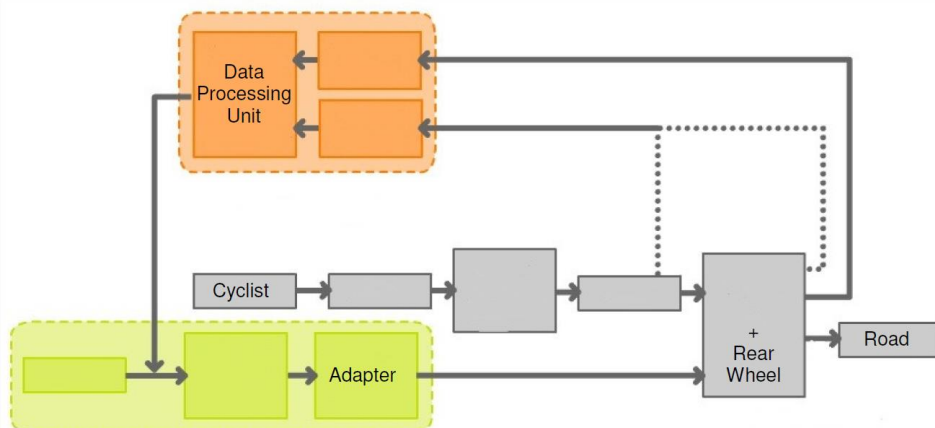 Data
Processing
Unit
Cyclist
+
Rear
Wheel
Road
Adapter